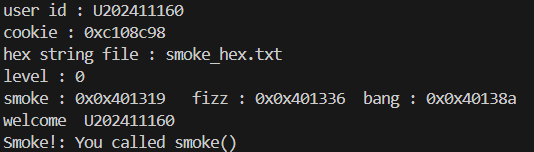 user id : U202411160
cookie : 0xc108c98
hex string file : smoke_hex.txt
level : 0
smoke : 0x0x401319   fizz : 0x0x401336  bang : 0x0x40138a
welcome  U202411160
Smoke!: You called smoke()